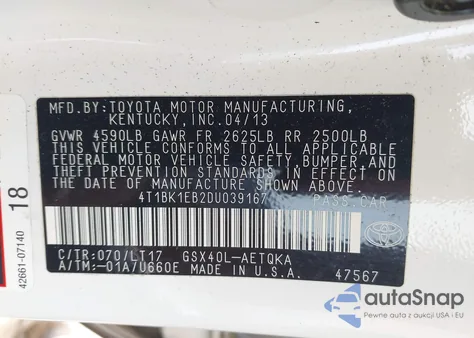 MFD.BY:TOYOTA MOTOR MANUFACTURING,
KENTUCKY,INC.04/13
GVWR 4590LB GAWR FR 2625LB RR 2500LB
THIS VEHICLE CONFORMS TO ALL APPLICABLE
FEDERAL MOTOR VEHICLE SAFETY,BUMPER,AND
THEFT PREVENTION STANDARDS IN EFFECT ON
THE DATE OF MANUFACTURE SHOWN ABOVE.
4T1BK1EB2DU039167 PASS.CAR
C/TR:070/LT17 GSX40L-AETQKA
A/TM:-01A/U660E MADE IN U.S.A. 47567
42661-07140
18
autaSnap
Pojazdy używane z USA i EU